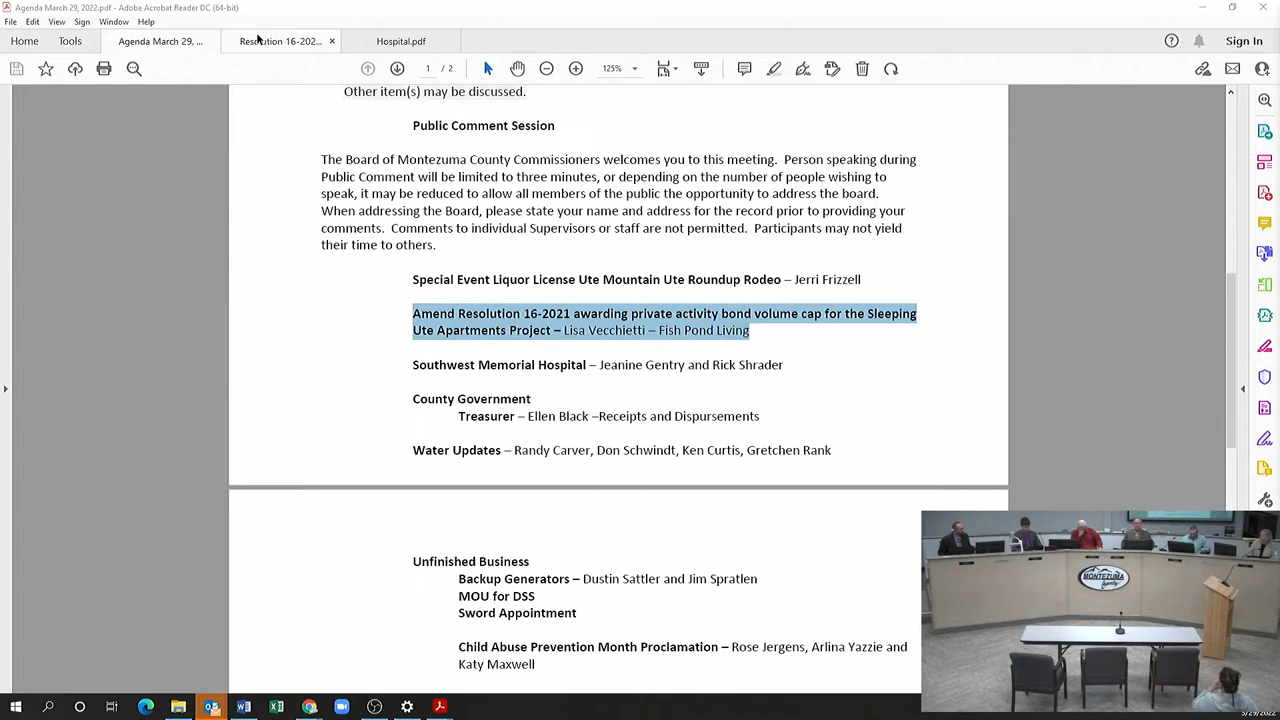 Agenda March 29, 2022.pdf - Adobe Acrobat Reader DC (64-bit)
File Edit View Sign Window Help
Home Tools Agenda March 29, ... Resolution 16-202... × Hospital.pdf Sign In
1 / 2 125%
Other item(s) may be discussed.
Public Comment Session
The Board of Montezuma County Commissioners welcomes you to this meeting. Person speaking during
Public Comment will be limited to three minutes, or depending on the number of people wishing to
speak, it may be reduced to allow all members of the public the opportunity to address the board.
When addressing the Board, please state your name and address for the record prior to providing your
comments. Comments to individual Supervisors or staff are not permitted. Participants may not yield
their time to others.
Special Event Liquor License Ute Mountain Ute Roundup Rodeo – Jerri Frizzell
Amend Resolution 16-2021 awarding private activity bond volume cap for the Sleeping
Ute Apartments Project – Lisa Vecchietti – Fish Pond Living
Southwest Memorial Hospital – Jeanine Gentry and Rick Shrader
County Government
Treasurer – Ellen Black –Receipts and Dispursements
Water Updates – Randy Carver, Don Schwindt, Ken Curtis, Gretchen Rank
Unfinished Business
Backup Generators – Dustin Sattler and Jim Spratlen
MOU for DSS
Sword Appointment
Child Abuse Prevention Month Proclamation – Rose Jergens, Arlina Yazzie and
Katy Maxwell
MONTEZUMA
County
3/29/2022